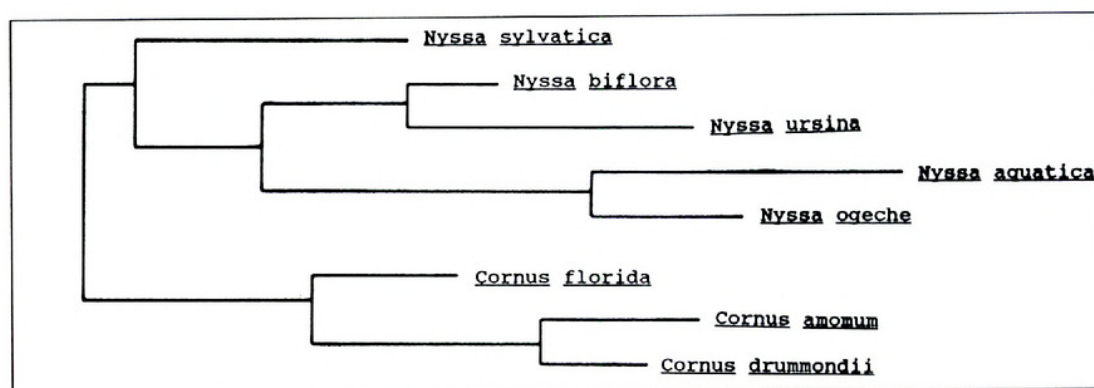 Nyssa sylvatica
Nyssa biflora
Nyssa ursina
Nyssa aquatica
Nyssa ogeche
Cornus florida
Cornus amomum
Cornus drummondii